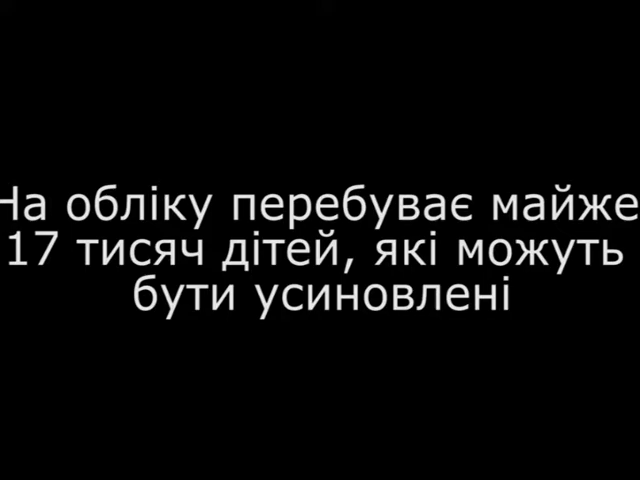 На обліку перебуває майже
17 тисяч дітей, які можуть
бути усиновлені